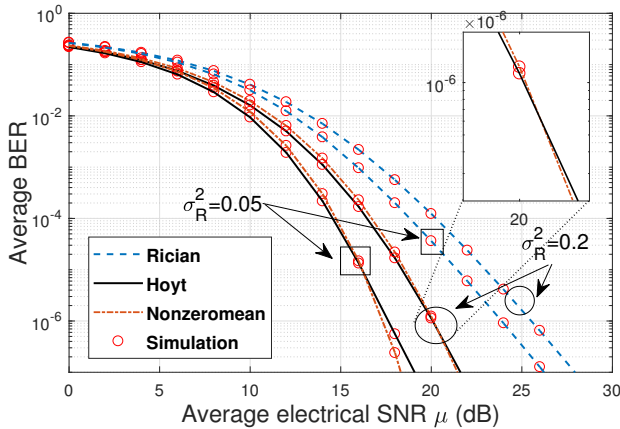 10^0
10^-2
10^-4
10^-6
Average BER
0
5
10
15
20
25
30
Average electrical SNR μ (dB)
σ_R^2=0.05
σ_R^2=0.2
Rician
Hoyt
Nonzeromean
Simulation
×10^-6
10^-6
20